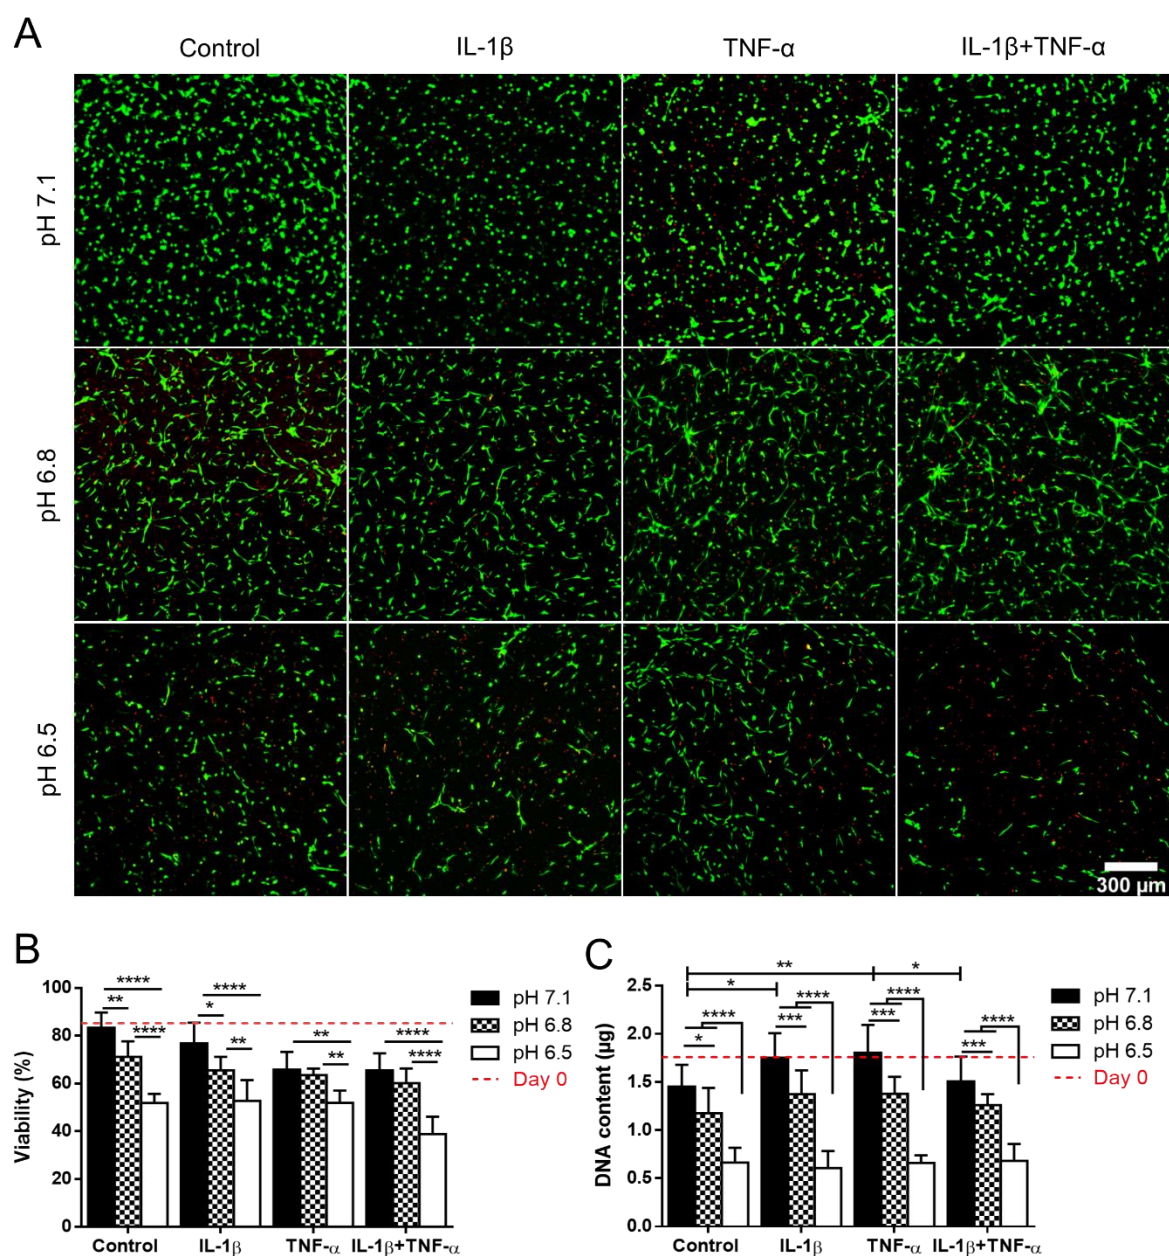 A
Control IL-1β TNF-α IL-1β+TNF-α
pH 7.1
pH 6.8
pH 6.5
300 µm
B
Viability (%)
100
80
60
40
20
0
**** ** ****
**** * **
** **
**** ****
Control IL-1β TNF-α IL-1β+TNF-α
pH 7.1
pH 6.8
pH 6.5
Day 0
C
DNA content (µg)
2.5
2.0
1.5
1.0
0.5
0.0
** *
*
**** *
**** ***
**** ***
**** ***
Control IL-1β TNF-α IL-1β+TNF-α
pH 7.1
pH 6.8
pH 6.5
Day 0